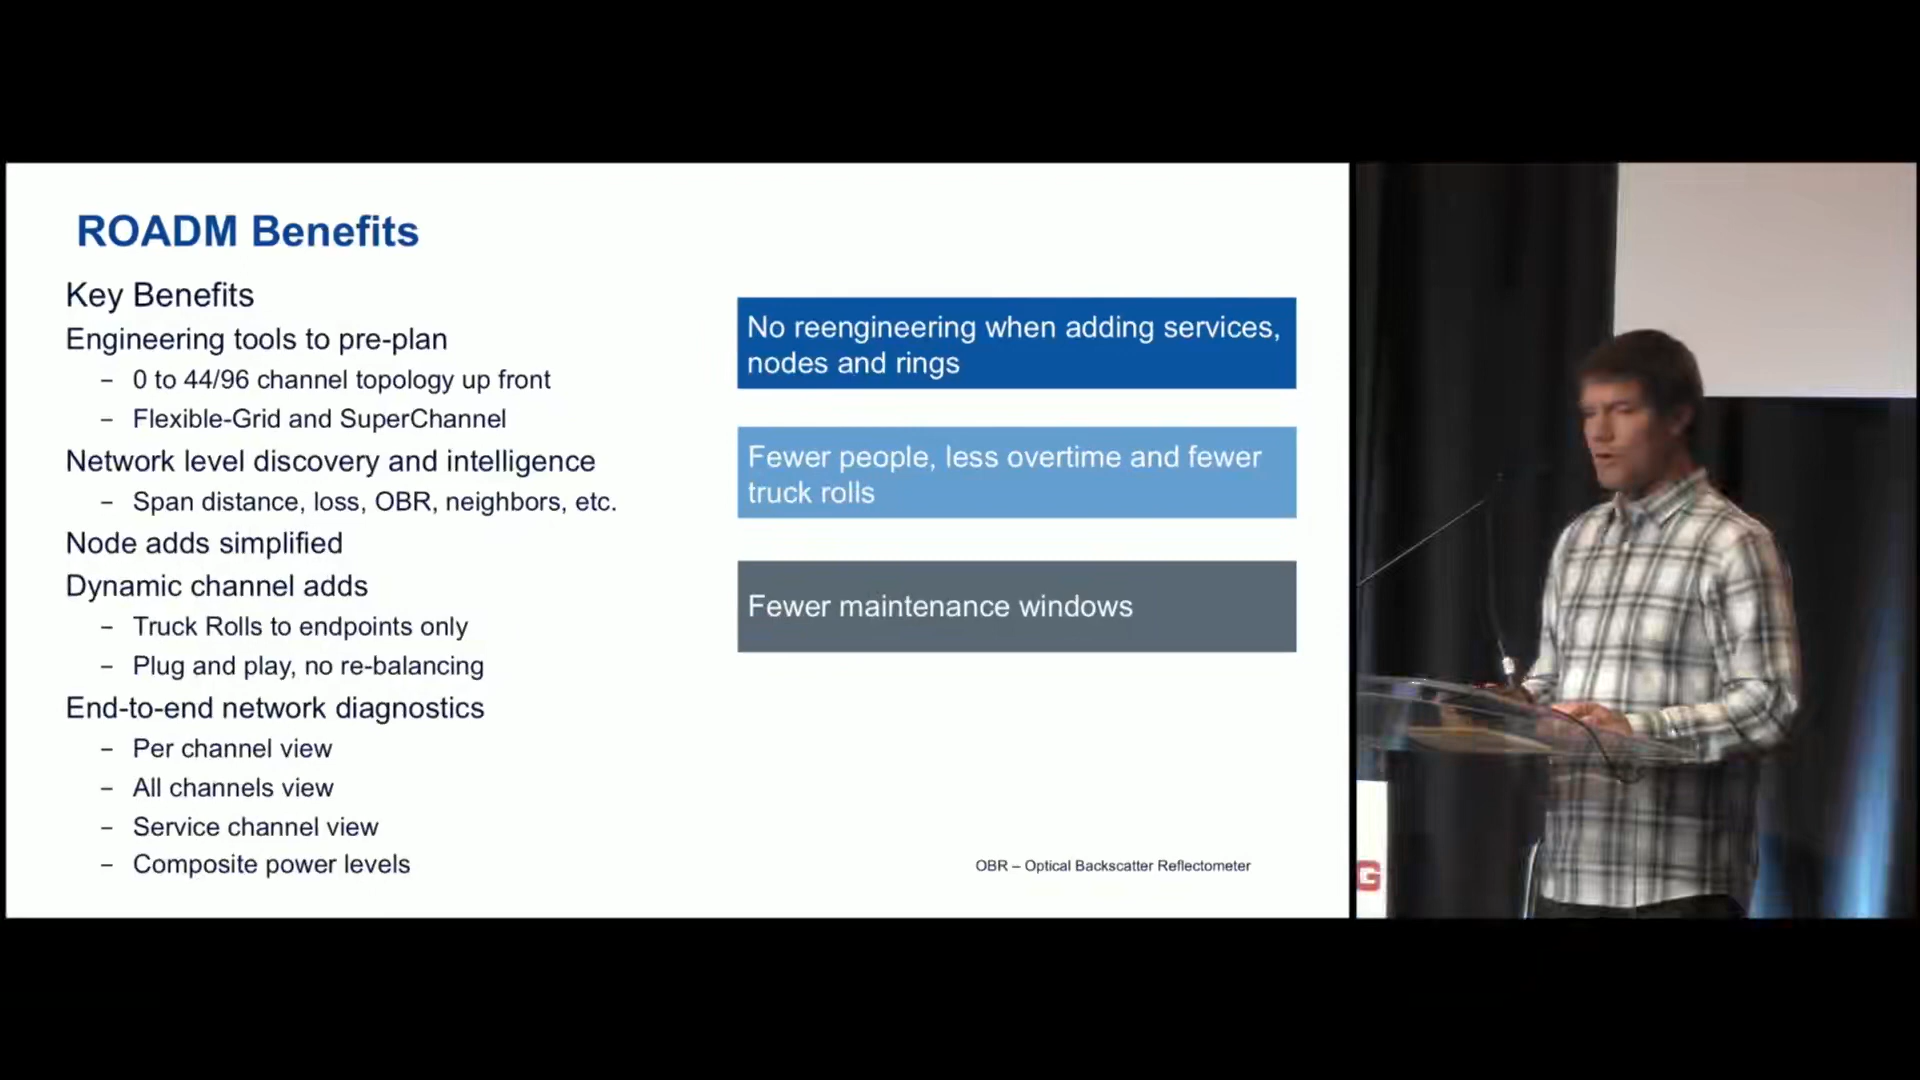 ROADM Benefits
Key Benefits
Engineering tools to pre-plan
– 0 to 44/96 channel topology up front
– Flexible-Grid and SuperChannel
Network level discovery and intelligence
– Span distance, loss, OBR, neighbors, etc.
Node adds simplified
Dynamic channel adds
– Truck Rolls to endpoints only
– Plug and play, no re-balancing
End-to-end network diagnostics
– Per channel view
– All channels view
– Service channel view
– Composite power levels
No reengineering when adding services,
nodes and rings
Fewer people, less overtime and fewer
truck rolls
Fewer maintenance windows
OBR – Optical Backscatter Reflectometer
G